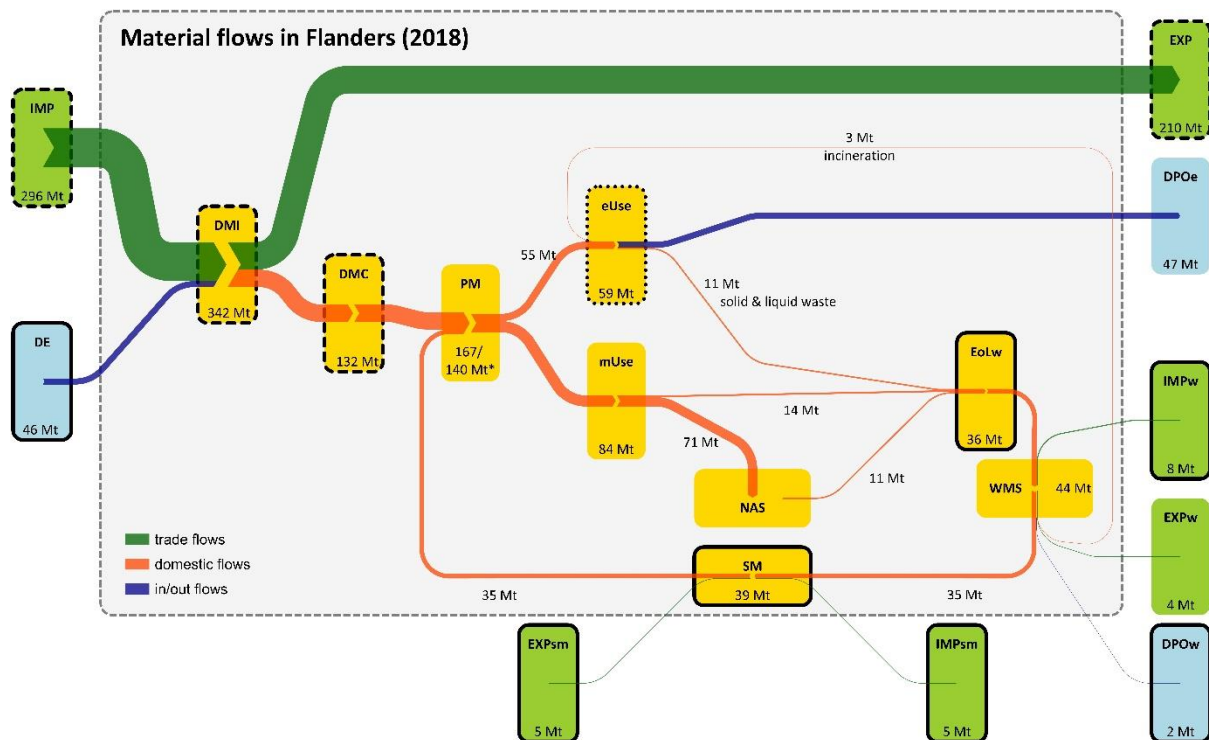 Material flows in Flanders (2018)
EXP
210 Mt
IMP
296 Mt
3 Mt
incineration
DPOe
47 Mt
eUse
59 Mt
DMI
342 Mt
55 Mt
DMC
132 Mt
PM
167/
140 Mt*
11 Mt
solid & liquid waste
DE
46 Mt
mUse
84 Mt
EoLw
36 Mt
14 Mt
71 Mt
IMPw
8 Mt
NAS
11 Mt
WMS
44 Mt
EXPw
4 Mt
trade flows
domestic flows
in/out flows
SM
39 Mt
35 Mt
35 Mt
EXPsm
5 Mt
IMPsm
5 Mt
DPOw
2 Mt